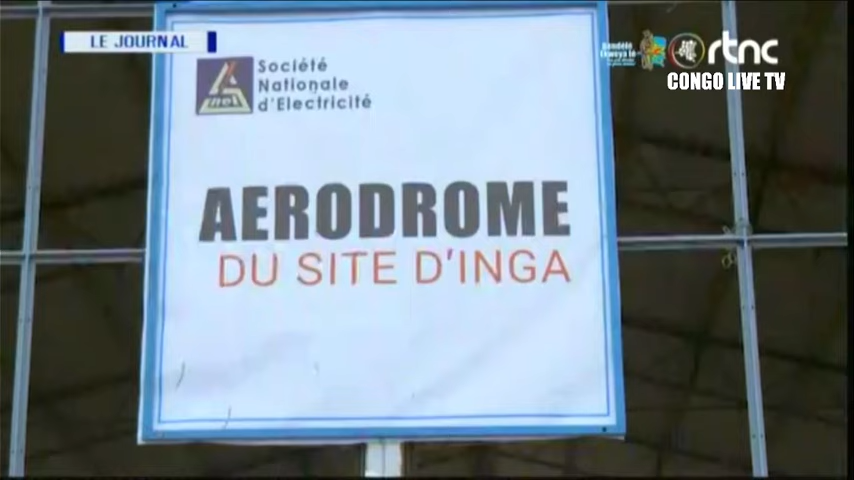 LE JOURNAL
rtnc
CONGO LIVE TV
Société
Nationale
d'Electricité
snel
AERODROME
DU SITE D'INGA